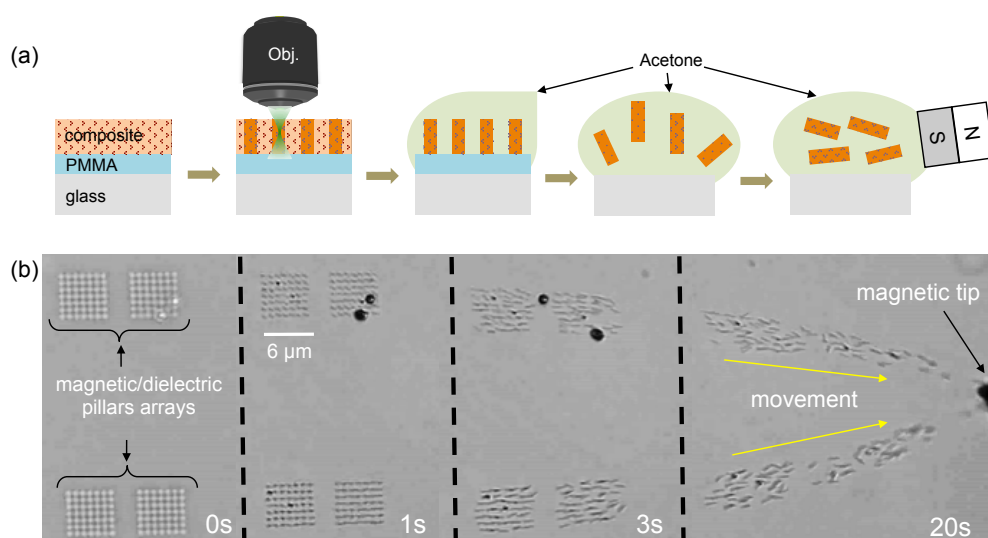 (a)
Obj.
Acetone
composite
PMMA
glass
S
N
(b)
magnetic tip
6 µm
magnetic/dielectric
pillars arrays
movement
0s
1s
3s
20s